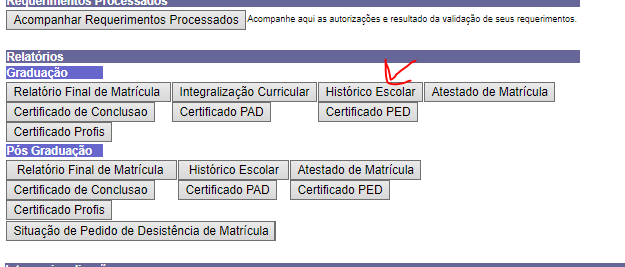 Requerimentos Processados
Acompanhar Requerimentos Processados Acompanhe aqui as autorizações e resultado da validação de seus requerimentos.
Relatórios
Graduação
Relatório Final de Matrícula Integralização Curricular Histórico Escolar Atestado de Matrícula
Certificado de Conclusao Certificado PAD Certificado PED
Certificado Profis
Pós Graduação
Relatório Final de Matrícula Histórico Escolar Atestado de Matrícula
Certificado de Conclusao Certificado PAD Certificado PED
Certificado Profis
Situação de Pedido de Desistência de Matrícula